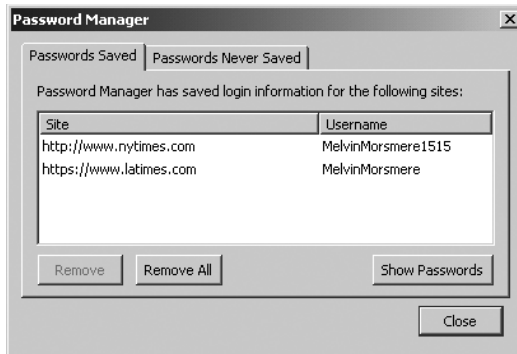 Password Manager
Passwords Saved Passwords Never Saved
Password Manager has saved login information for the following sites:
Site Username
http://www.nytimes.com MelvinMorsmere1515
https://www.latimes.com MelvinMorsmere
Remove Remove All Show Passwords
Close